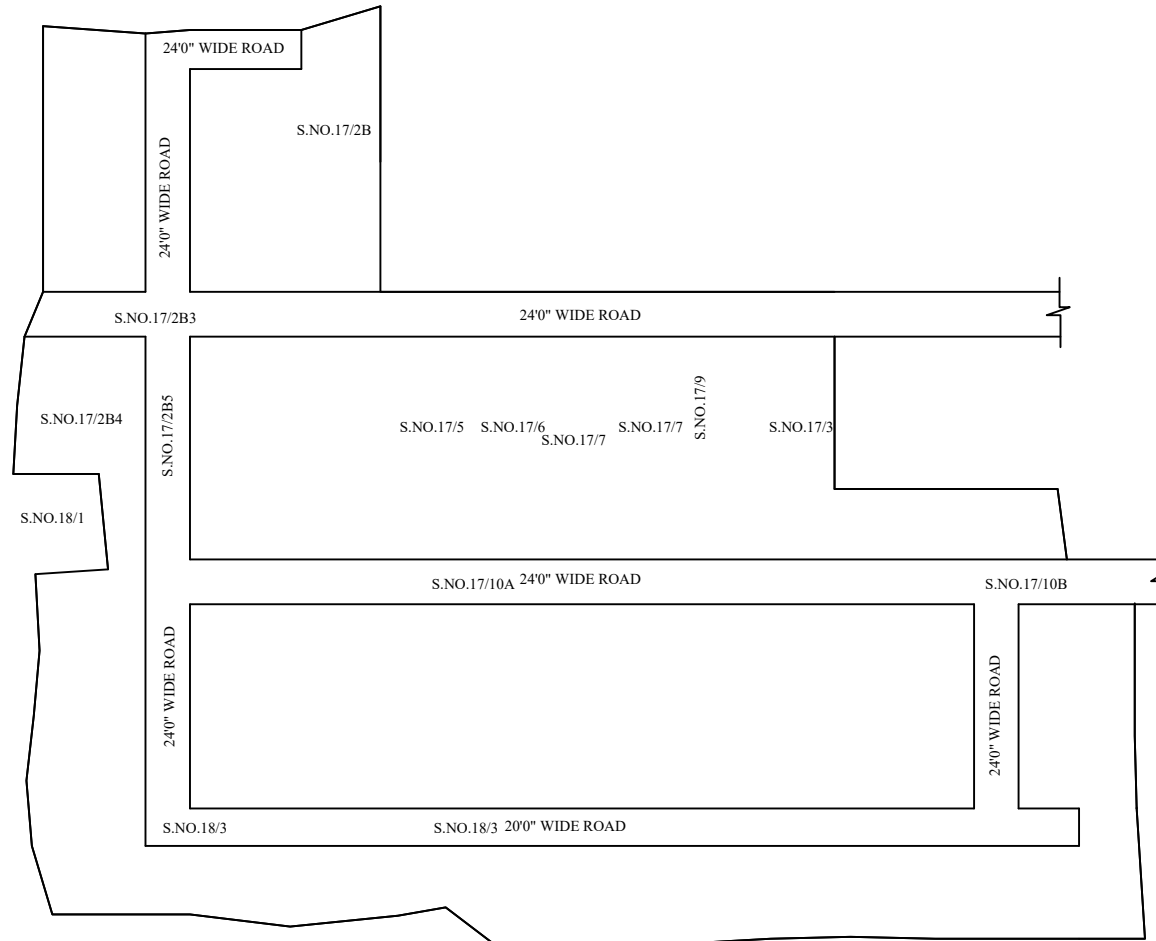 24'0" WIDE ROAD
S.NO.17/2B
24'0" WIDE ROAD
S.NO.17/2B3
24'0" WIDE ROAD
S.NO.17/2B4
S.NO.17/2B5
S.NO.17/5
S.NO.17/6
S.NO.17/7
S.NO.17/7
S.NO.17/9
S.NO.17/3
S.NO.18/1
S.NO.17/10A
24'0" WIDE ROAD
S.NO.17/10B
24'0" WIDE ROAD
24'0" WIDE ROAD
S.NO.18/3
S.NO.18/3
20'0" WIDE ROAD